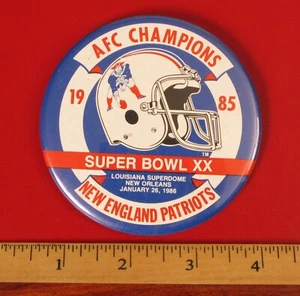 AFC CHAMPIONS
19 85
SUPER BOWL XX
TM
LOUISIANA SUPERDOME
NEW ORLEANS
JANUARY 26, 1986
NEW ENGLAND PATRIOTS
1 2 3 4